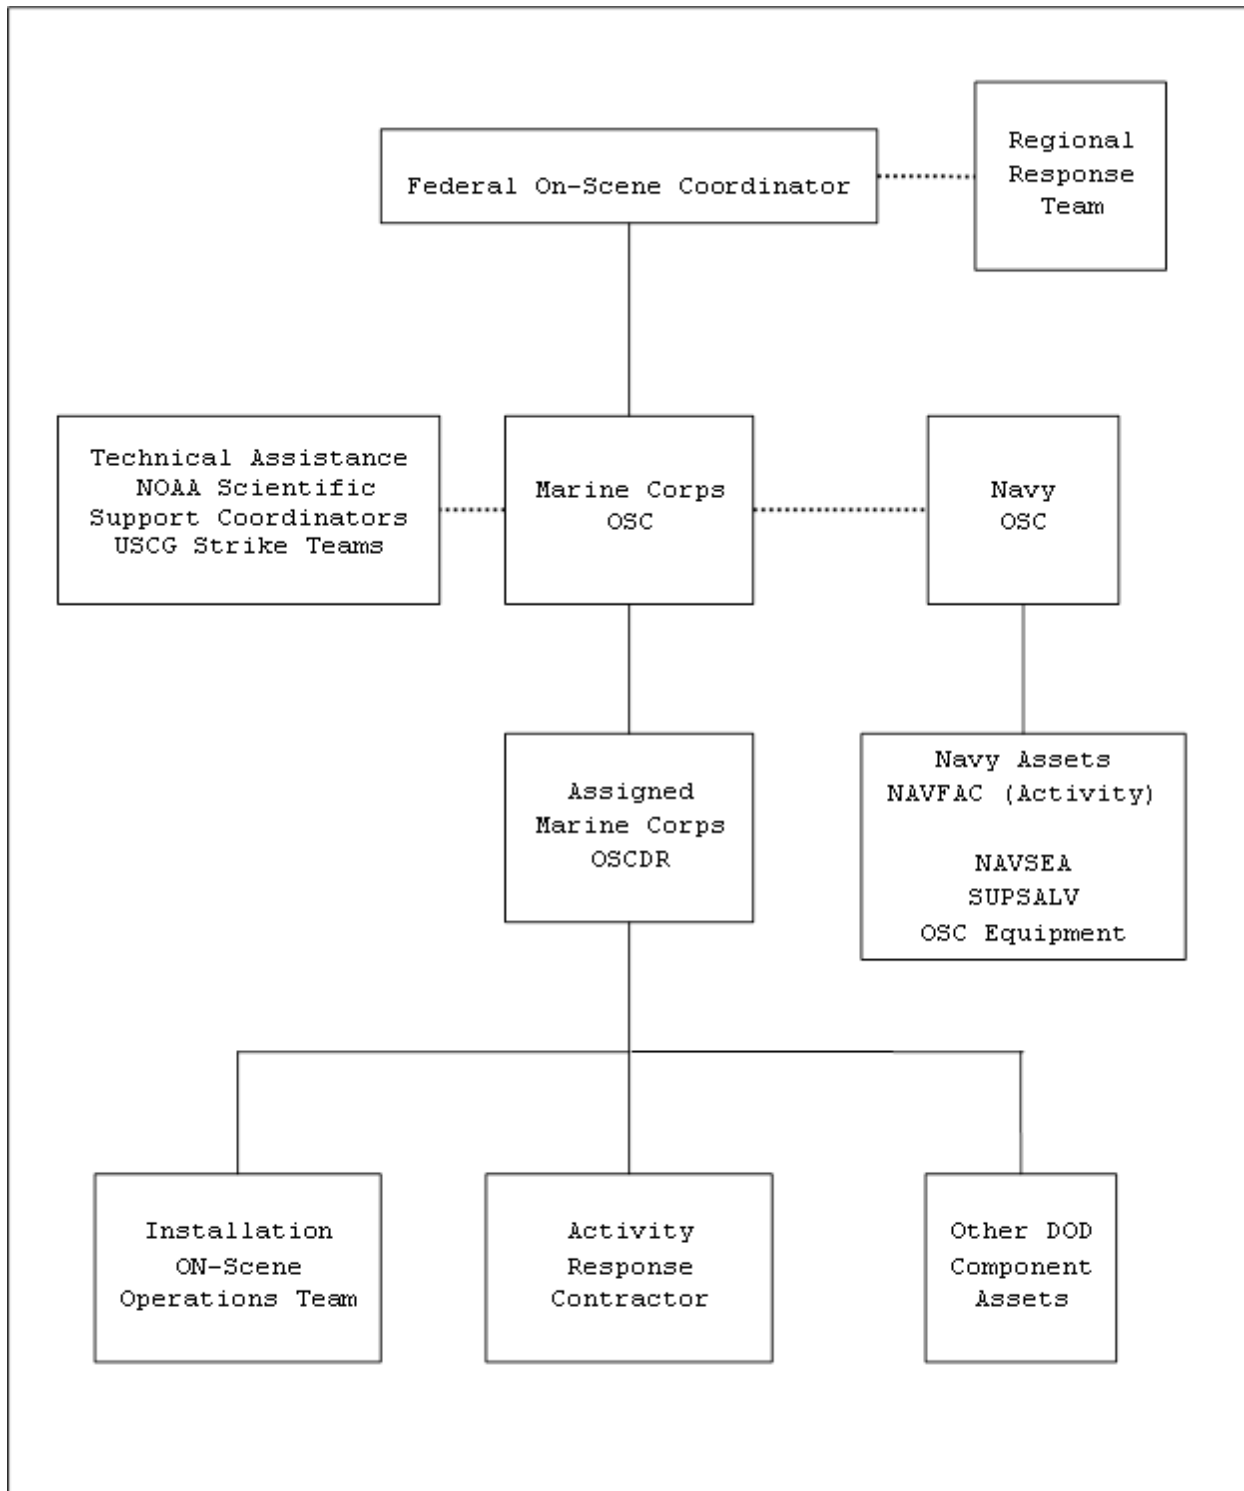 Federal On-Scene Coordinator
Regional
Response
Team
Technical Assistance
NOAA Scientific
Support Coordinators
USCG Strike Teams
Marine Corps
OSC
Navy
OSC
Assigned
Marine Corps
OSCDR
Navy Assets
NAVFAC (Activity)
NAVSEA
SUPSALV
OSC Equipment
Installation
ON-Scene
Operations Team
Activity
Response
Contractor
Other DOD
Component
Assets